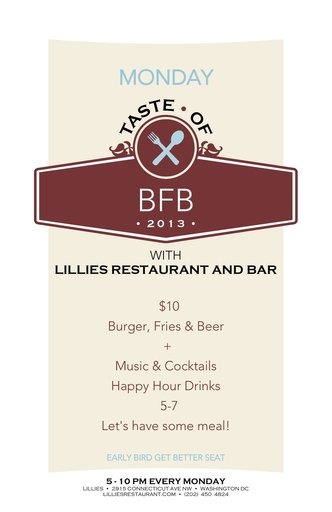 MONDAY
TASTE • OF
BFB
• 2013 •
WITH
LILLIES RESTAURANT AND BAR
$10
Burger, Fries & Beer
+
Music & Cocktails
Happy Hour Drinks
5-7
Let's have some meal!
EARLY BIRD GET BETTER SEAT
5 - 10 PM EVERY MONDAY
LILLIES • 2915 CONNECTICUT AVE NW • WASHINGTON DC
LILLIESRESTAURANT.COM • (202) 450 4824